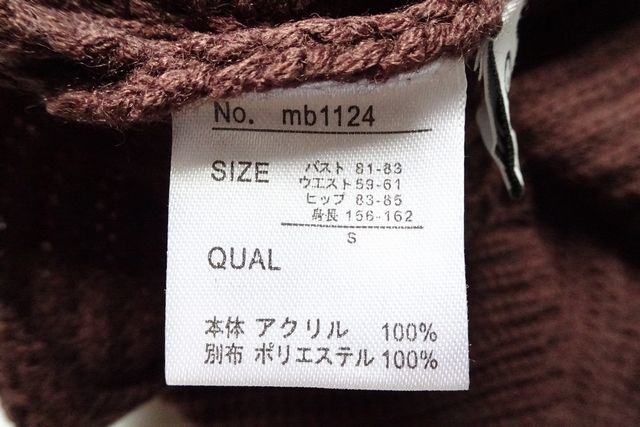 No. mb1124
SIZE
バスト 81-83
ウエスト 59-61
ヒップ 83-85
身長 156-162
S
QUAL
本体 アクリル 100%
別布 ポリエステル 100%